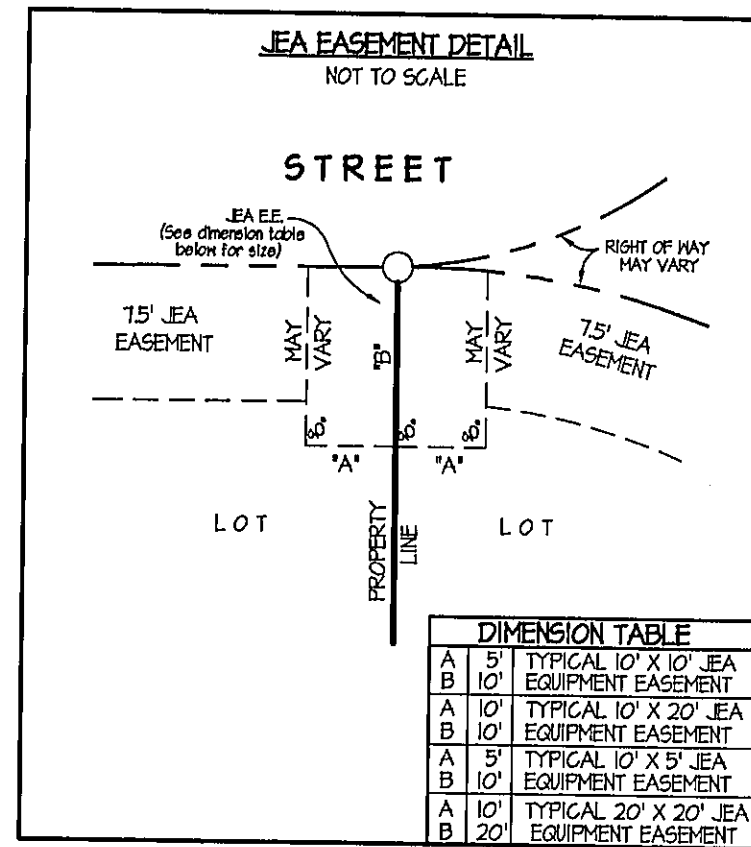 JEA EASEMENT DETAIL
NOT TO SCALE
STREET
JEA E.E.
(See dimension table
below for size)
RIGHT OF WAY
MAY VARY
7.5' JEA
EASEMENT
MAY
VARY
"B"
MAY
VARY
7.5' JEA
EASEMENT
90°
90°
90°
"A"
"A"
LOT
PROPERTY
LINE
LOT
DIMENSION TABLE
A 5' TYPICAL 10' X 10' JEA
B 10' EQUIPMENT EASEMENT
A 10' TYPICAL 10' X 20' JEA
B 10' EQUIPMENT EASEMENT
A 5' TYPICAL 10' X 5' JEA
B 10' EQUIPMENT EASEMENT
A 10' TYPICAL 20' X 20' JEA
B 20' EQUIPMENT EASEMENT